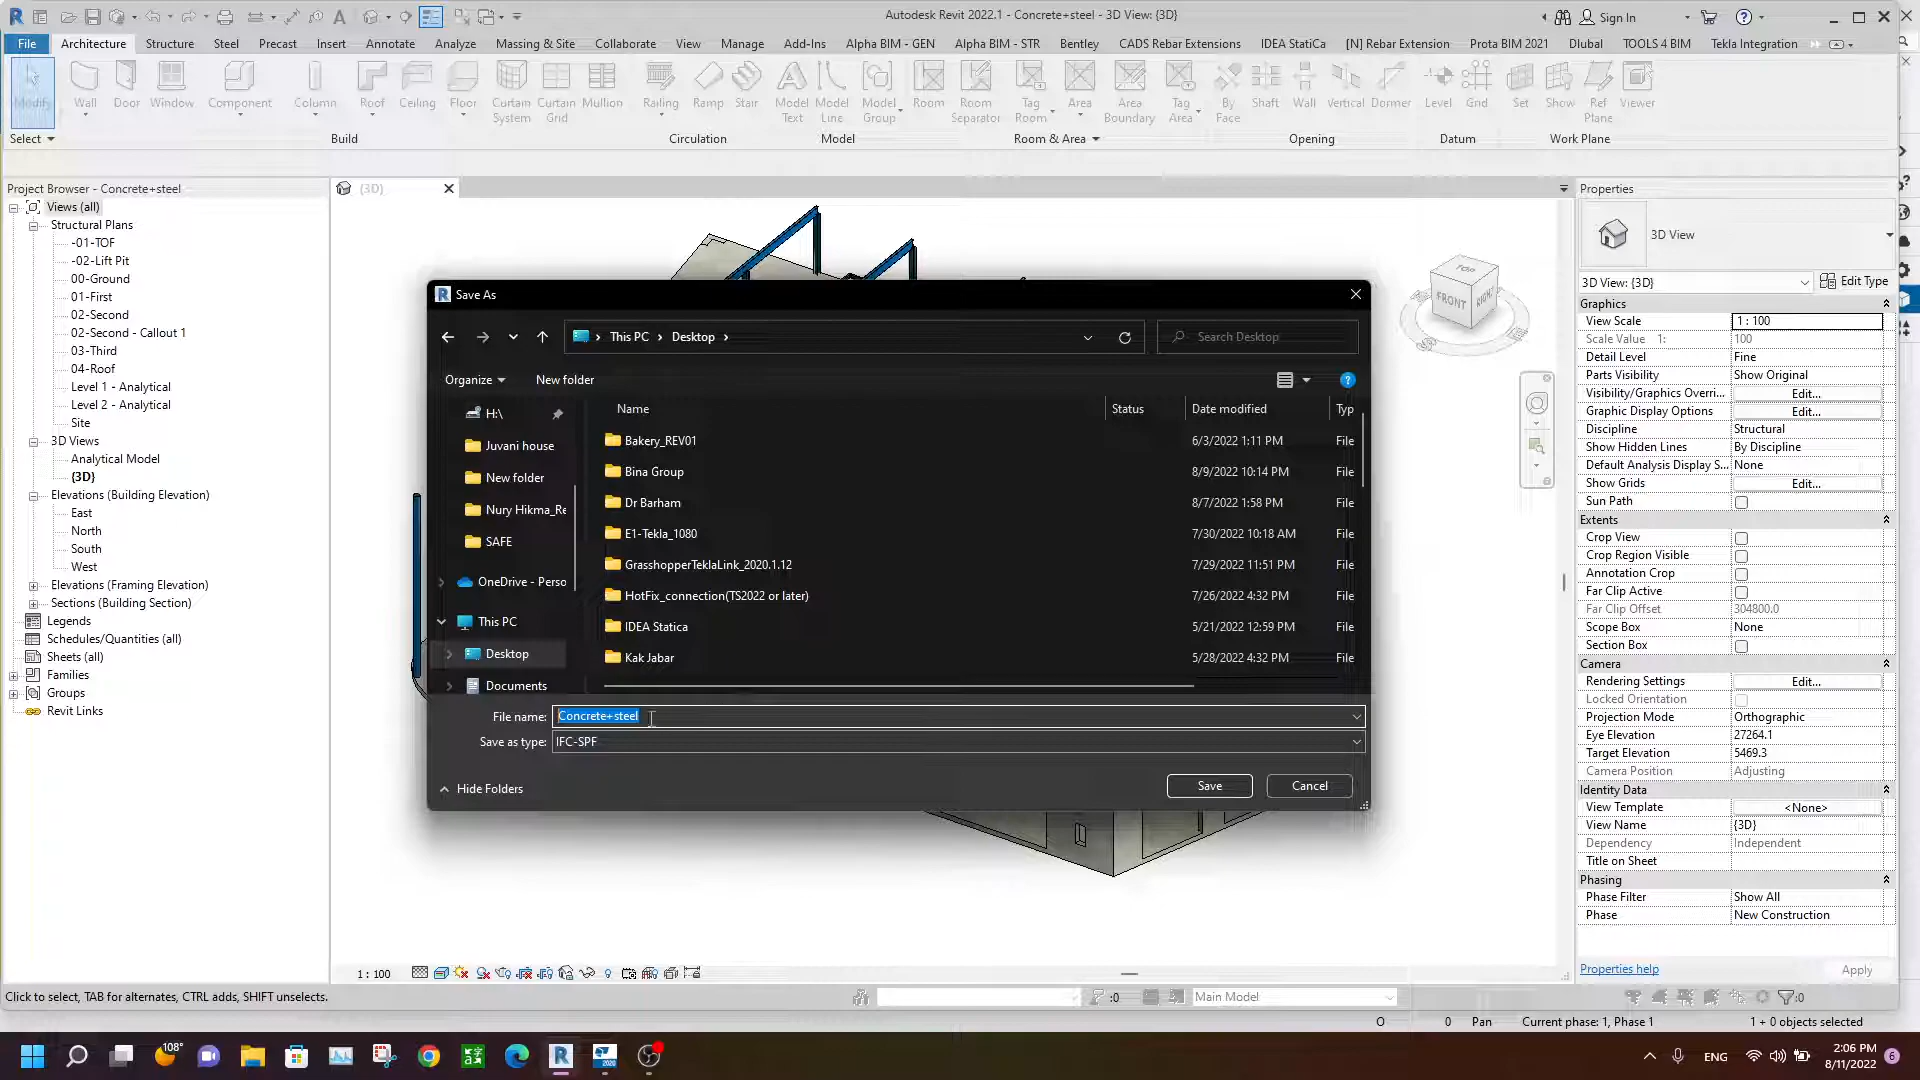 Autodesk Revit 2022.1 - Concrete+steel - 3D View: {3D}
Sign In
File Architecture Structure Steel Precast Insert Annotate Analyze Massing & Site Collaborate View Manage Add-Ins Alpha BIM - GEN Alpha BIM - STR Bentley CADS Rebar Extensions IDEA StatiCa [N] Rebar Extension Prota BIM 2021 Dlubal TOOLS 4 BIM Tekla Integration
Modify Wall Door Window Component Column Roof Ceiling Floor Curtain System Curtain Grid Mullion Railing Ramp Stair Model Text Model Line Model Group Room Room Separator Tag Room Area Area Boundary Tag Area By Face Shaft Wall Vertical Dormer Level Grid Set Show Ref Plane Viewer
Select Build Circulation Model Room & Area Opening Datum Work Plane
Project Browser - Concrete+steel
Views (all)
Structural Plans
-01-TOF
-02-Lift Pit
00-Ground
01-First
02-Second
02-Second - Callout 1
03-Third
04-Roof
Level 1 - Analytical
Level 2 - Analytical
Site
3D Views
Analytical Model
{3D}
Elevations (Building Elevation)
East
North
South
West
Elevations (Framing Elevation)
Sections (Building Section)
Legends
Schedules/Quantities (all)
Sheets (all)
Families
Groups
Revit Links
{3D}
TOP
FRONT
RIGHT
Save As
This PC > Desktop >
Search Desktop
Organize New folder
H:\
Juvani house
New folder
Nury Hikma_Re
SAFE
OneDrive - Perso
This PC
Desktop
Documents
Name Status Date modified Typ
Bakery_REV01 6/3/2022 1:11 PM File
Bina Group 8/9/2022 10:14 PM File
Dr Barham 8/7/2022 1:58 PM File
E1-Tekla_1080 7/30/2022 10:18 AM File
GrasshopperTeklaLink_2020.1.12 7/29/2022 11:51 PM File
HotFix_connection(TS2022 or later) 7/26/2022 4:32 PM File
IDEA Statica 5/21/2022 12:59 PM File
Kak Jabar 5/28/2022 4:32 PM File
File name: Concrete+steel
Save as type: IFC-SPF
Hide Folders
Save Cancel
Properties
3D View
3D View: {3D} Edit Type
Graphics
View Scale 1 : 100
Scale Value 1: 100
Detail Level Fine
Parts Visibility Show Original
Visibility/Graphics Overri... Edit...
Graphic Display Options Edit...
Discipline Structural
Show Hidden Lines By Discipline
Default Analysis Display S... None
Show Grids Edit...
Sun Path
Extents
Crop View
Crop Region Visible
Annotation Crop
Far Clip Active
Far Clip Offset 304800.0
Scope Box None
Section Box
Camera
Rendering Settings Edit...
Locked Orientation
Projection Mode Orthographic
Eye Elevation 27264.1
Target Elevation 5469.3
Camera Position Adjusting
Identity Data
View Template <None>
View Name {3D}
Dependency Independent
Title on Sheet
Phasing
Phase Filter Show All
Phase New Construction
Properties help Apply
1 : 100
Click to select, TAB for alternates, CTRL adds, SHIFT unselects.
:0 Main Model :0
O 0 Pan Current phase: 1, Phase 1 1 + 0 objects selected
108°
ENG 2:06 PM
8/11/2022 6